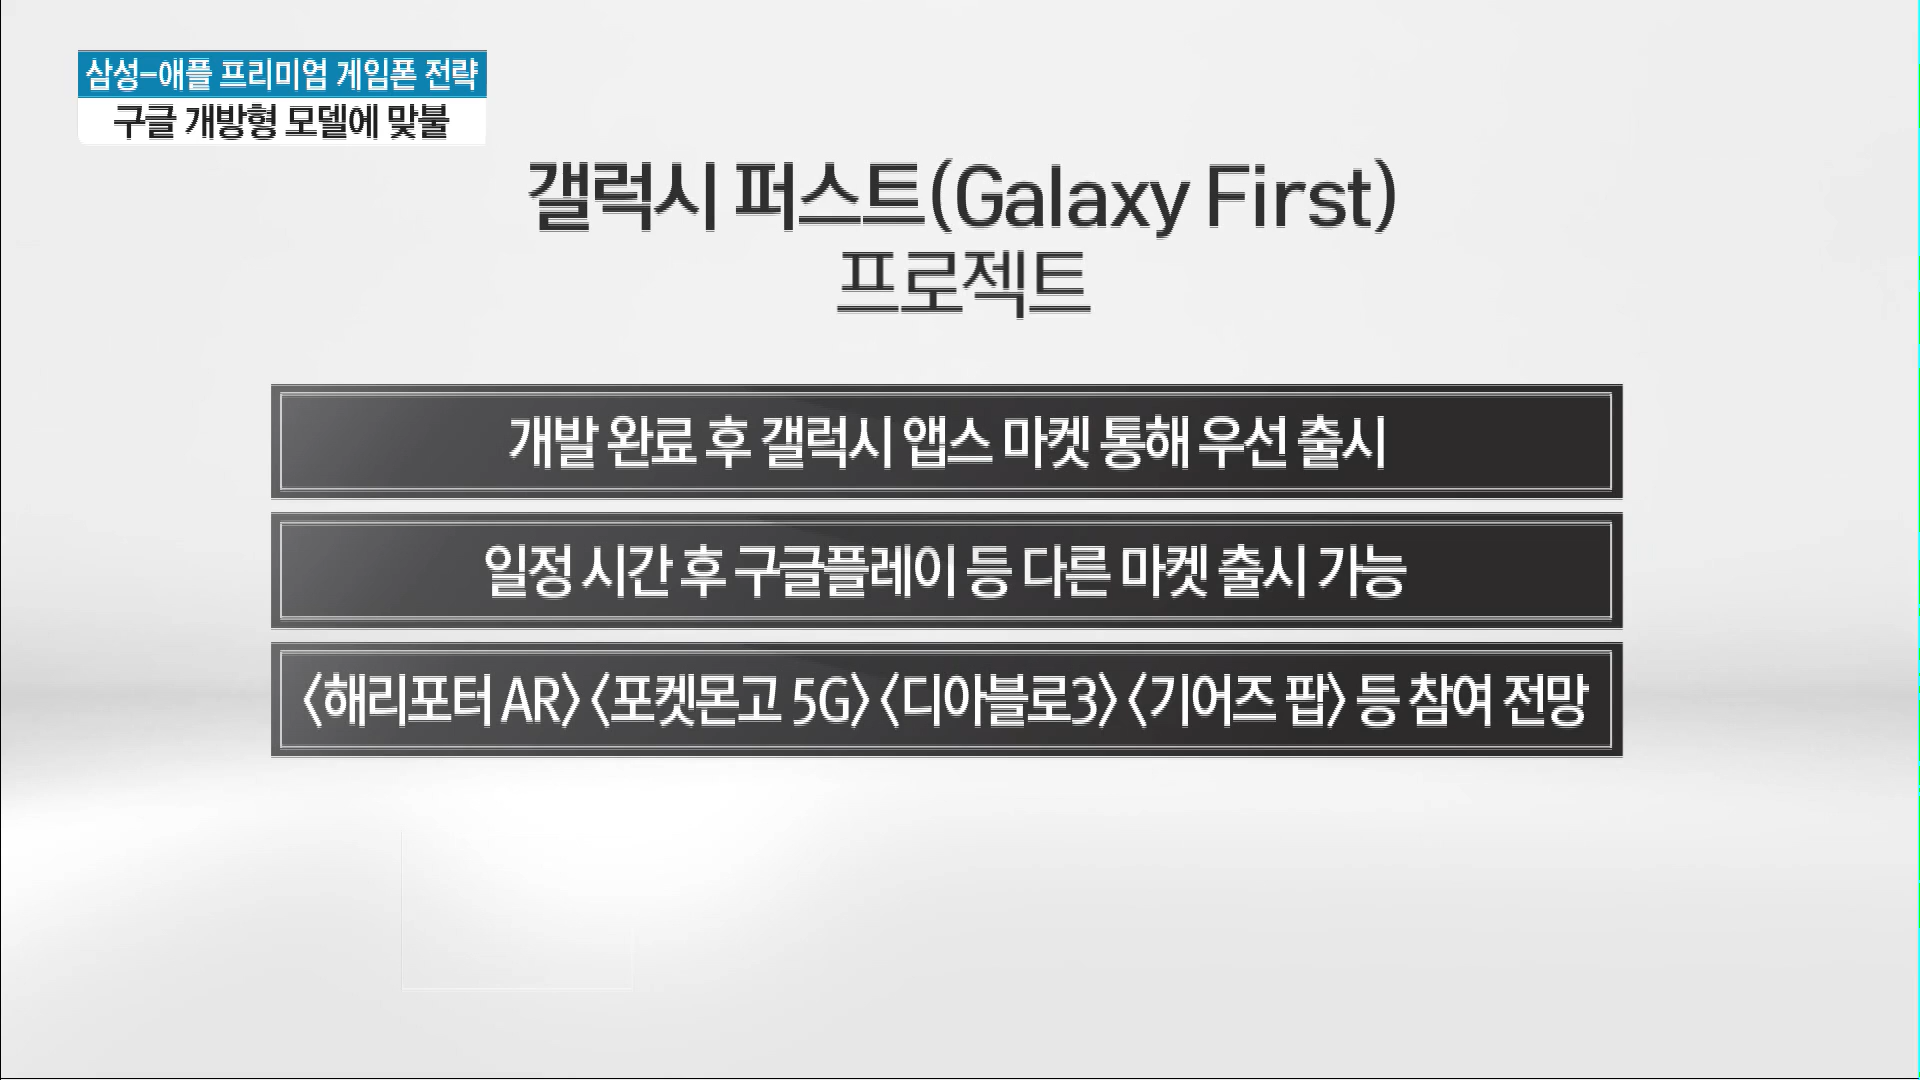 삼성-애플 프리미엄 게임폰 전략
구글 개방형 모델에 맞불
갤럭시 퍼스트(Galaxy First)
프로젝트
개발 완료 후 갤럭시 앱스 마켓 통해 우선 출시
일정 시간 후 구글플레이 등 다른 마켓 출시 가능
〈해리포터 AR〉〈포켓몬고 5G〉〈디아블로3〉〈기어즈 팝〉 등 참여 전망